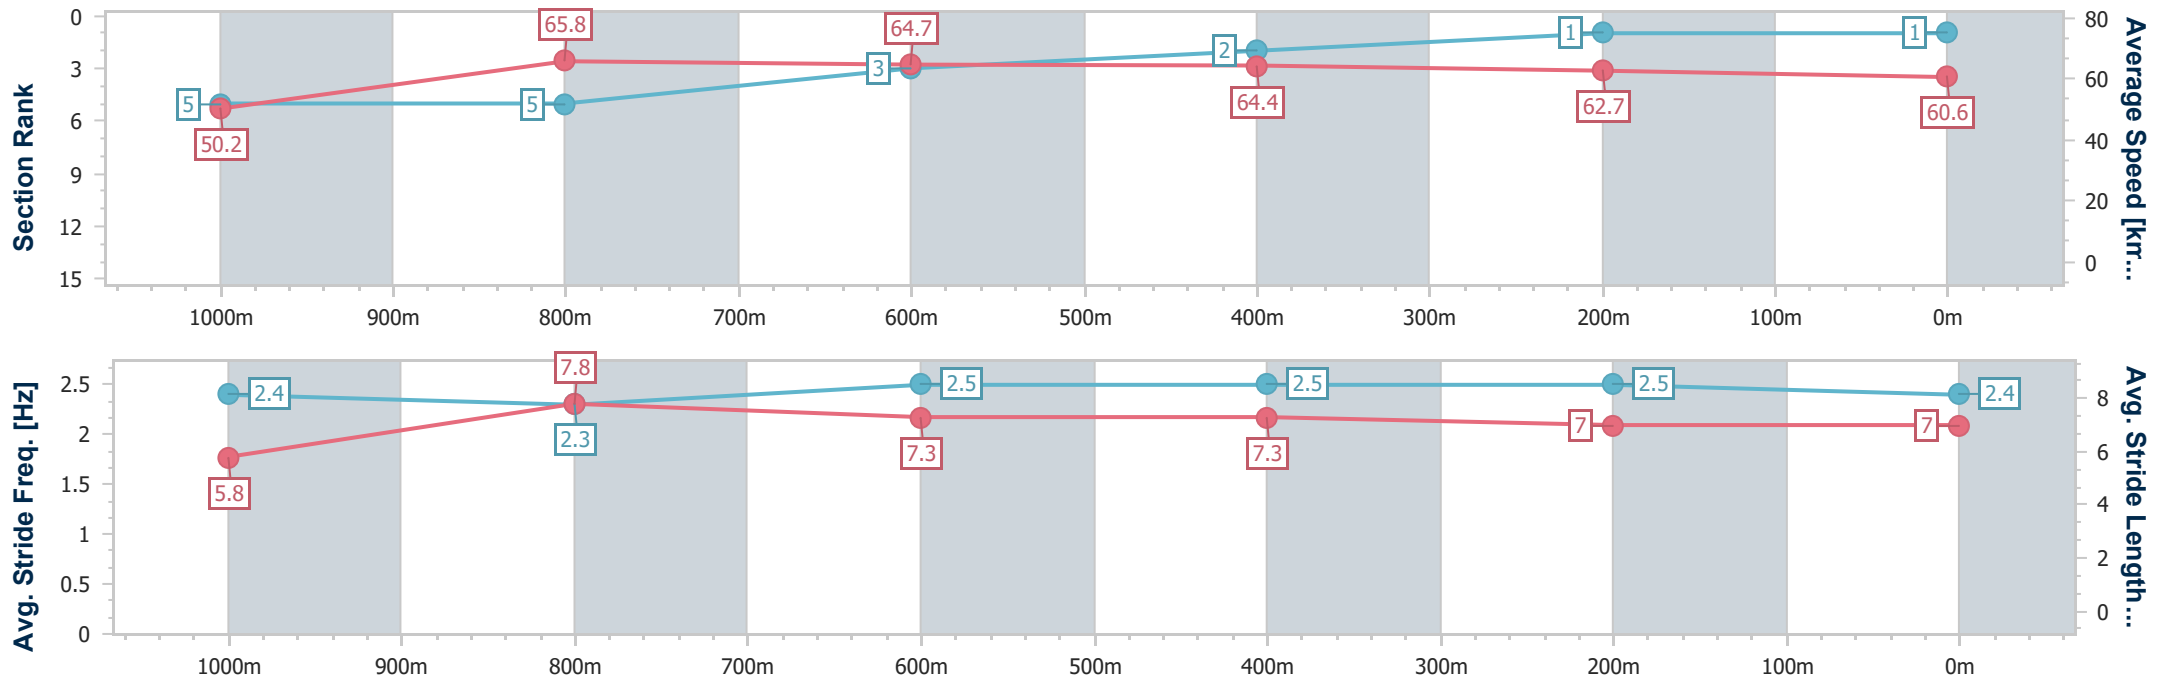 Section Rank
0
3
6
9
12
15
5
5
3
2
1
1
50.2
65.8
64.7
64.4
62.7
60.6
80
60
40
20
0
Average Speed [km...
1000m
900m
800m
700m
600m
500m
400m
300m
200m
100m
0m
Avg. Stride Freq. [Hz]
2.5
2
1.5
1
0.5
0
2.4
2.3
2.5
2.5
2.5
2.4
5.8
7.8
7.3
7.3
7
7
8
6
4
2
0
Avg. Stride Length...
1000m
900m
800m
700m
600m
500m
400m
300m
200m
100m
0m